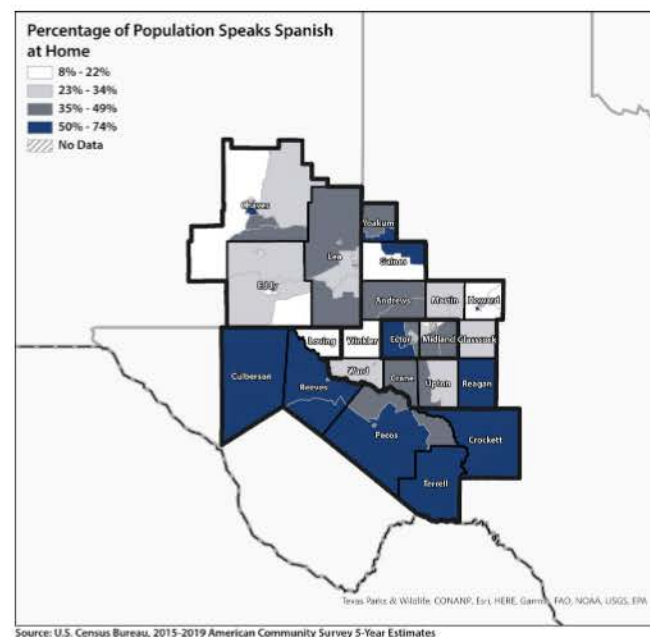 Percentage of Population Speaks Spanish
at Home
8% - 22%
23% - 34%
35% - 49%
50% - 74%
No Data
Chaves
Yoakum
Lea
Gaines
Eddy
Andrews
Martin
Howard
Loving
Winkler
Ector
Midland
Glasscock
Culberson
Reeves
Ward
Crane
Upton
Reagan
Pecos
Crockett
Terrell
Texas Parks & Wildlife, CONANP, Esri, HERE, Garmin, FAO, NOAA, USGS, EPA
Source: U.S. Census Bureau, 2015-2019 American Community Survey 5-Year Estimates